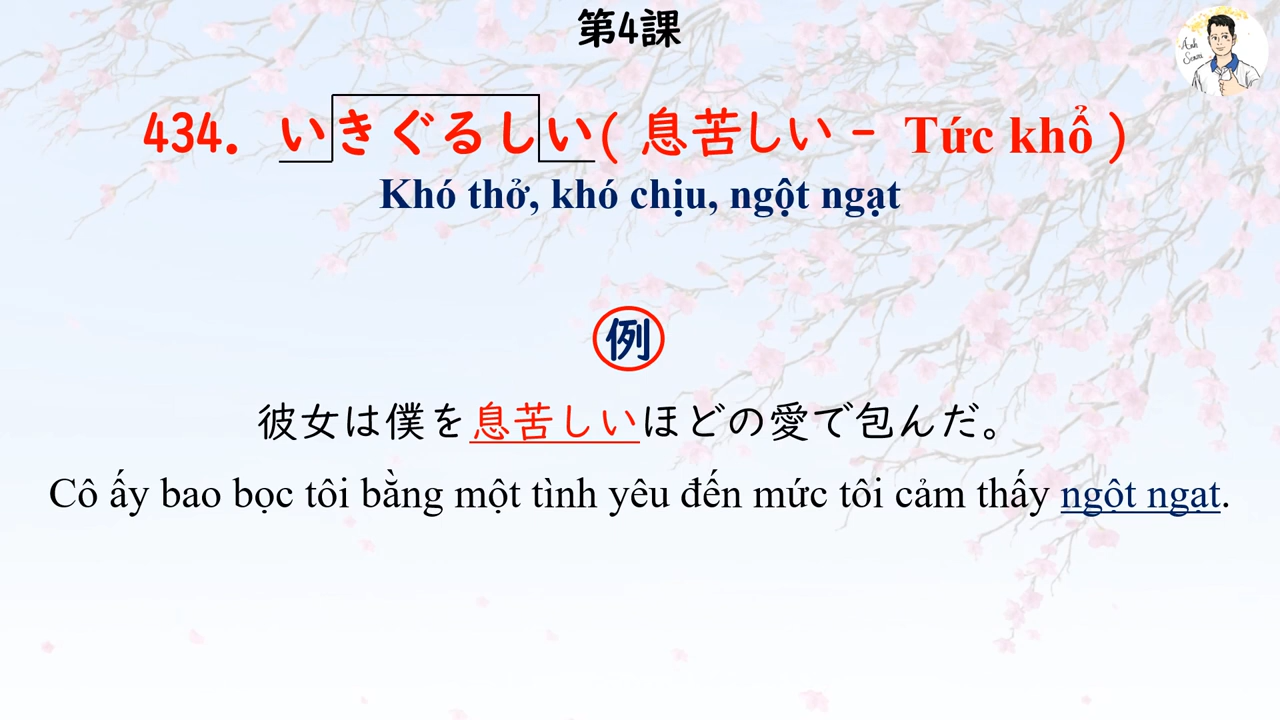 第4課
434. いきぐるしい( 息苦しい - Tức khổ )
Khó thở, khó chịu, ngột ngạt
例
彼女は僕を息苦しいほどの愛で包んだ。
Cô ấy bao bọc tôi bằng một tình yêu đến mức tôi cảm thấy ngột ngạt.